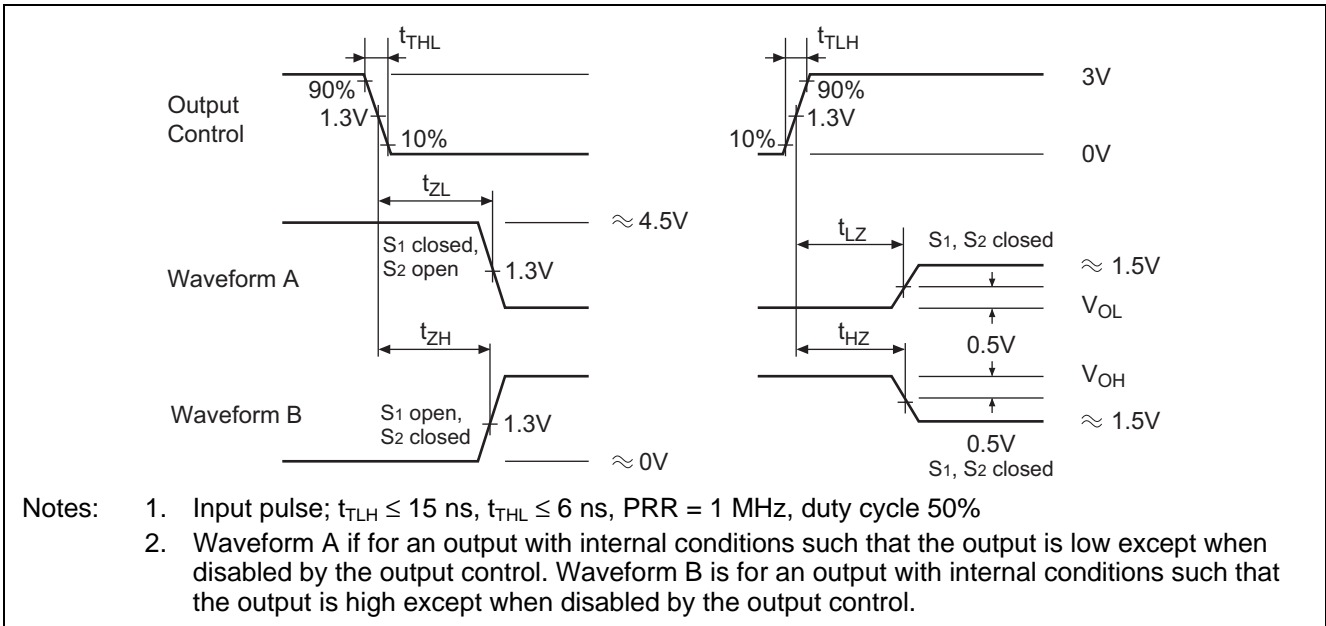 tTHL
tTLH
Output
Control
90%
1.3V
10%
90%
1.3V
10%
3V
0V
Waveform A
tZL
S1 closed,
S2 open
1.3V
≈ 4.5V
tLZ
S1, S2 closed
≈ 1.5V
VOL
0.5V
Waveform B
tZH
S1 open,
S2 closed
1.3V
≈ 0V
tHZ
VOH
≈ 1.5V
0.5V
S1, S2 closed
Notes: 1. Input pulse; tTLH ≤ 15 ns, tTHL ≤ 6 ns, PRR = 1 MHz, duty cycle 50%
2. Waveform A if for an output with internal conditions such that the output is low except when
disabled by the output control. Waveform B is for an output with internal conditions such that
the output is high except when disabled by the output control.